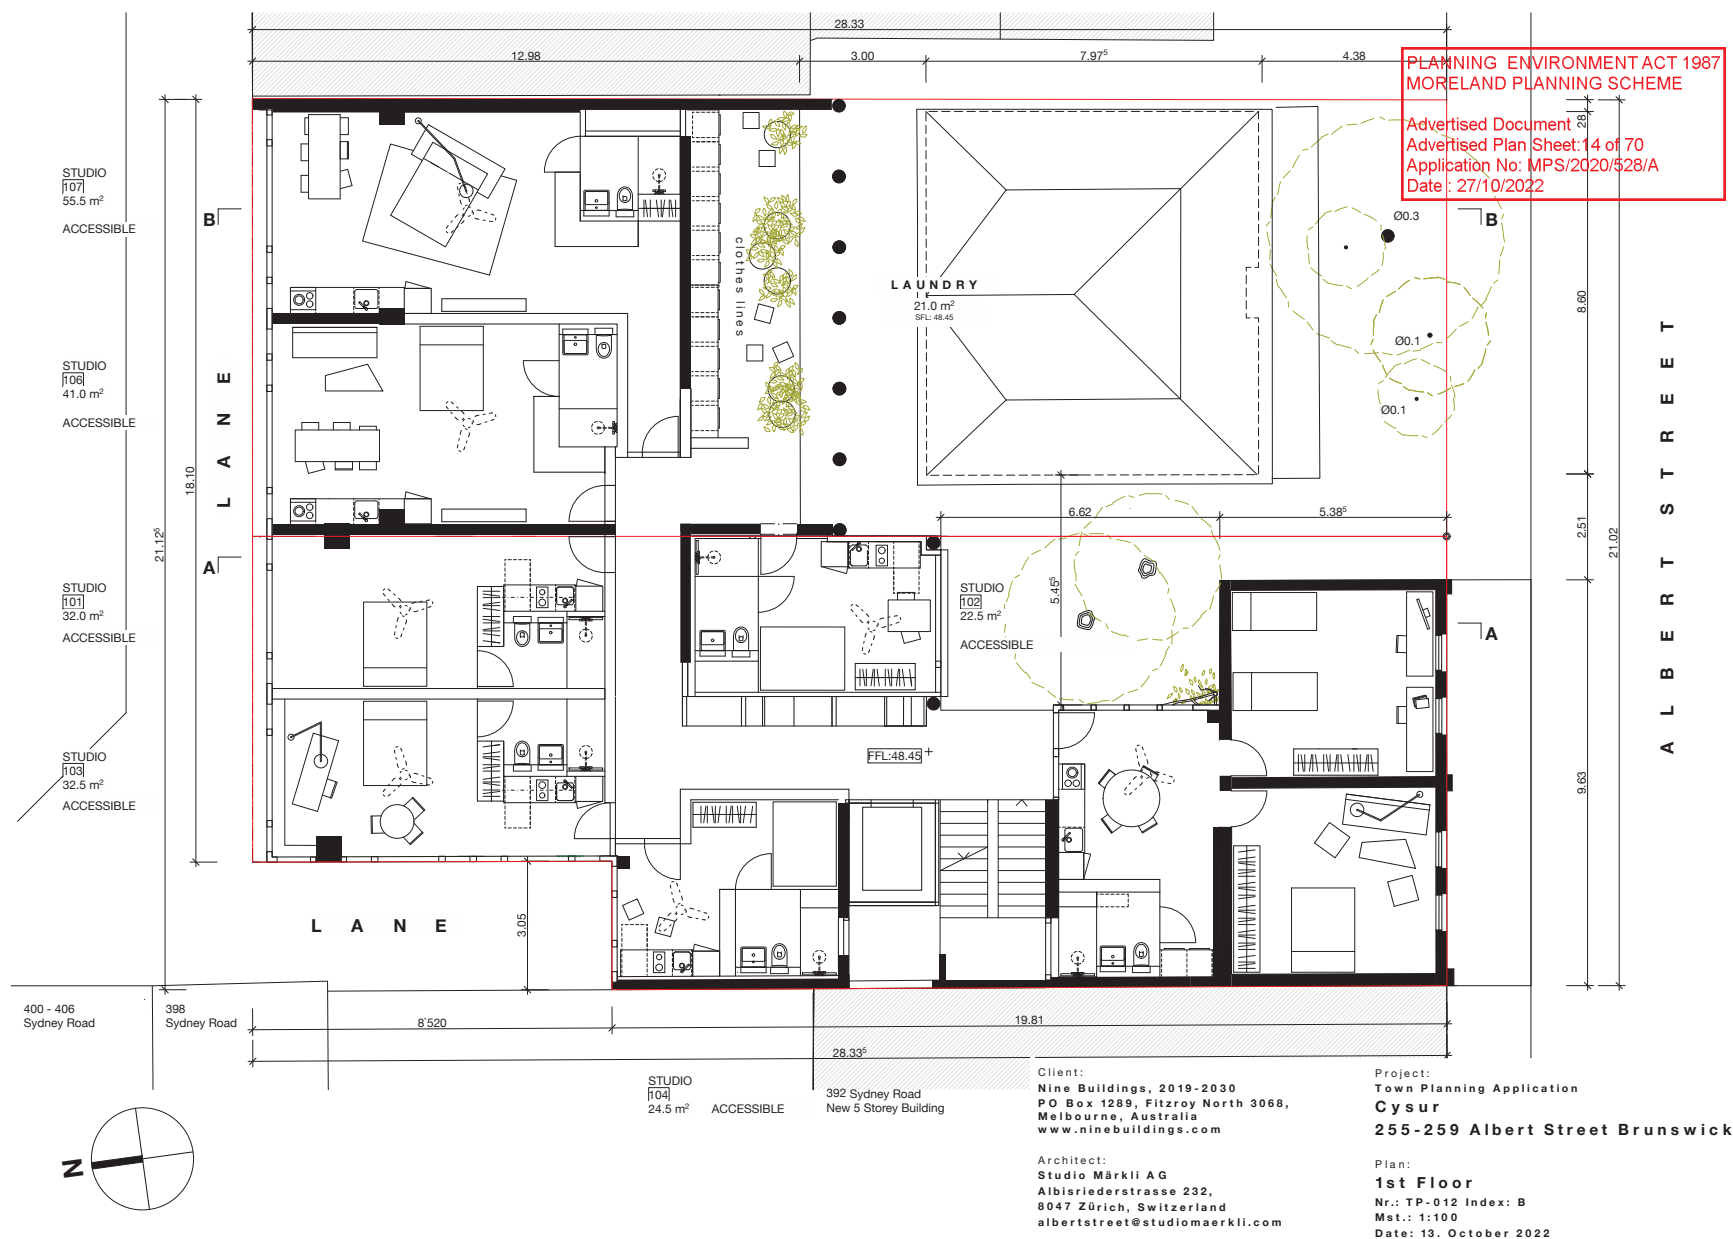 28.33
12.98
3.00
7.97⁵
4.38
PLANNING ENVIRONMENT ACT 1987
MORELAND PLANNING SCHEME
Advertised Document
Advertised Plan Sheet:14 of 70
Application No: MPS/2020/528/A
Date : 27/10/2022
28
STUDIO
107
55.5 m²
ACCESSIBLE
B
B
Ø0.3
clothes lines
LAUNDRY
21.0 m²
SFL: 48.45
8.60
Ø0.1
Ø0.1
STUDIO
106
41.0 m²
ACCESSIBLE
LANE
18.10
21.12⁵
ALBERT STREET
6.62
5.38⁵
2.51
21.02
A
A
STUDIO
101
32.0 m²
ACCESSIBLE
STUDIO
102
22.5 m²
ACCESSIBLE
5.45⁵
STUDIO
103
32.5 m²
ACCESSIBLE
FFL:48.45
9.63
LANE
3.05
400 - 406
Sydney Road
398
Sydney Road
8'520
19.81
28.33⁵
STUDIO
104
24.5 m²
ACCESSIBLE
392 Sydney Road
New 5 Storey Building
N
Client:
Nine Buildings, 2019-2030
PO Box 1289, Fitzroy North 3068,
Melbourne, Australia
www.ninebuildings.com
Architect:
Studio Märkli AG
Albisriederstrasse 232,
8047 Zürich, Switzerland
albertstreet@studiomaerkli.com
Project:
Town Planning Application
Cysur
255-259 Albert Street Brunswick
Plan:
1st Floor
Nr.: TP-012 Index: B
Mst.: 1:100
Date: 13. October 2022